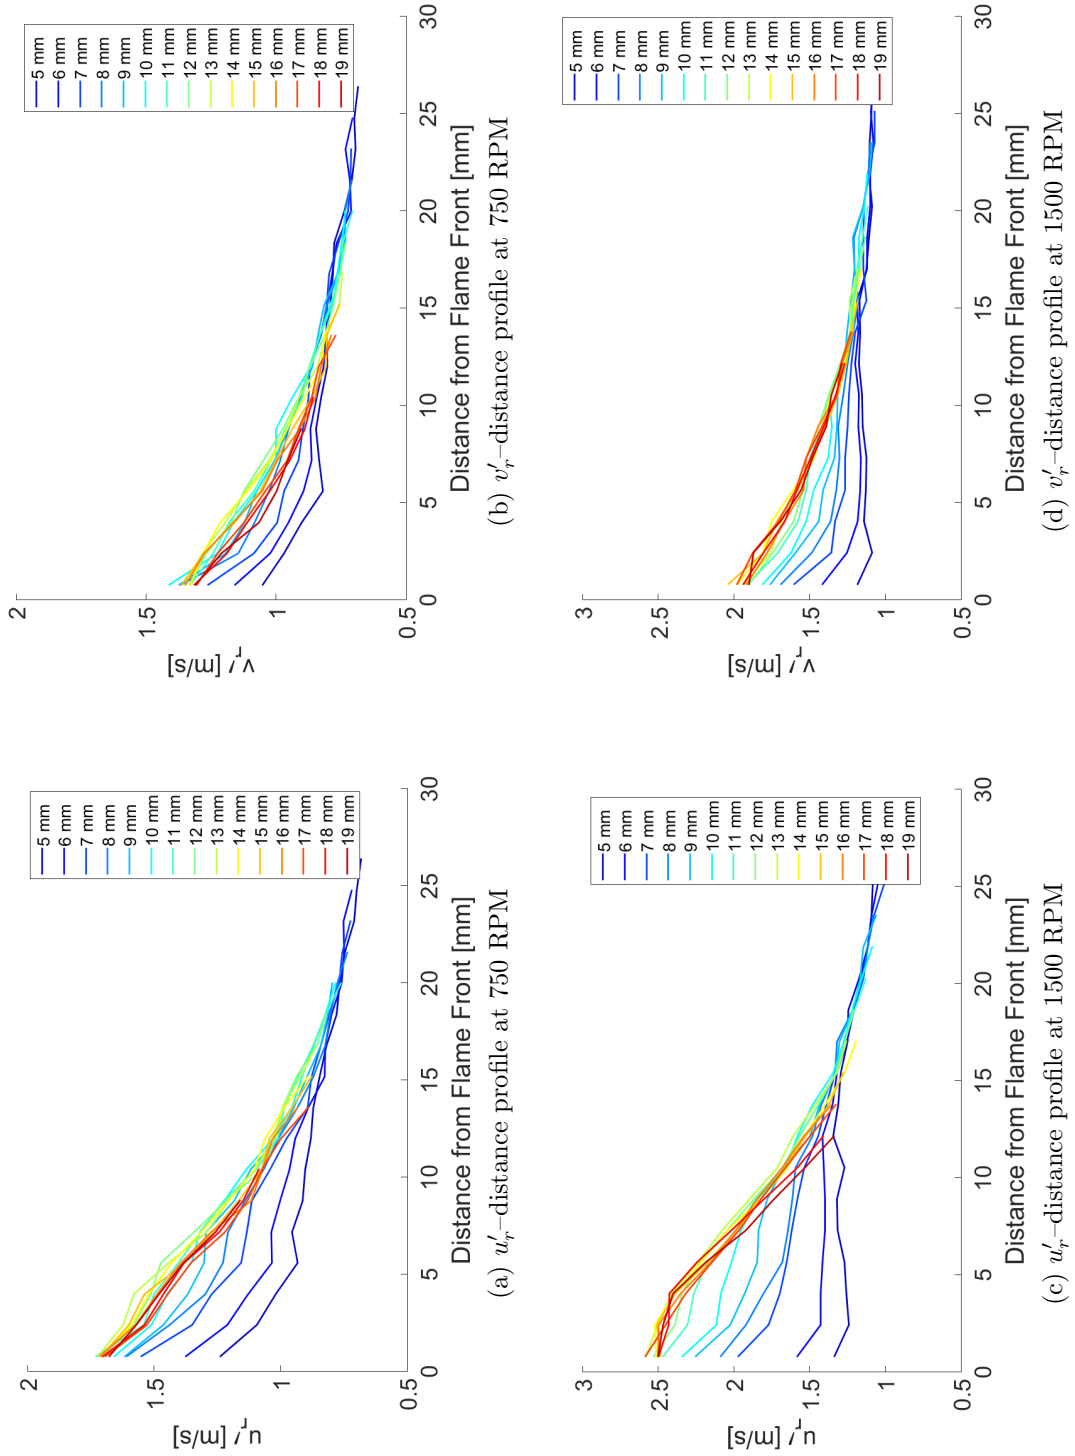 2
1.5
1
0.5
0
5
10
15
20
25
30
u′r [m/s]
Distance from Flame Front [mm]
5 mm
6 mm
7 mm
8 mm
9 mm
10 mm
11 mm
12 mm
13 mm
14 mm
15 mm
16 mm
17 mm
18 mm
19 mm
(a) u′r–distance profile at 750 RPM
2
1.5
1
0.5
0
5
10
15
20
25
30
v′r [m/s]
Distance from Flame Front [mm]
5 mm
6 mm
7 mm
8 mm
9 mm
10 mm
11 mm
12 mm
13 mm
14 mm
15 mm
16 mm
17 mm
18 mm
19 mm
(b) v′r–distance profile at 750 RPM
3
2.5
2
1.5
1
0.5
0
5
10
15
20
25
30
u′r [m/s]
Distance from Flame Front [mm]
5 mm
6 mm
7 mm
8 mm
9 mm
10 mm
11 mm
12 mm
13 mm
14 mm
15 mm
16 mm
17 mm
18 mm
19 mm
(c) u′r–distance profile at 1500 RPM
3
2.5
2
1.5
1
0.5
0
5
10
15
20
25
30
v′r [m/s]
Distance from Flame Front [mm]
5 mm
6 mm
7 mm
8 mm
9 mm
10 mm
11 mm
12 mm
13 mm
14 mm
15 mm
16 mm
17 mm
18 mm
19 mm
(d) v′r–distance profile at 1500 RPM